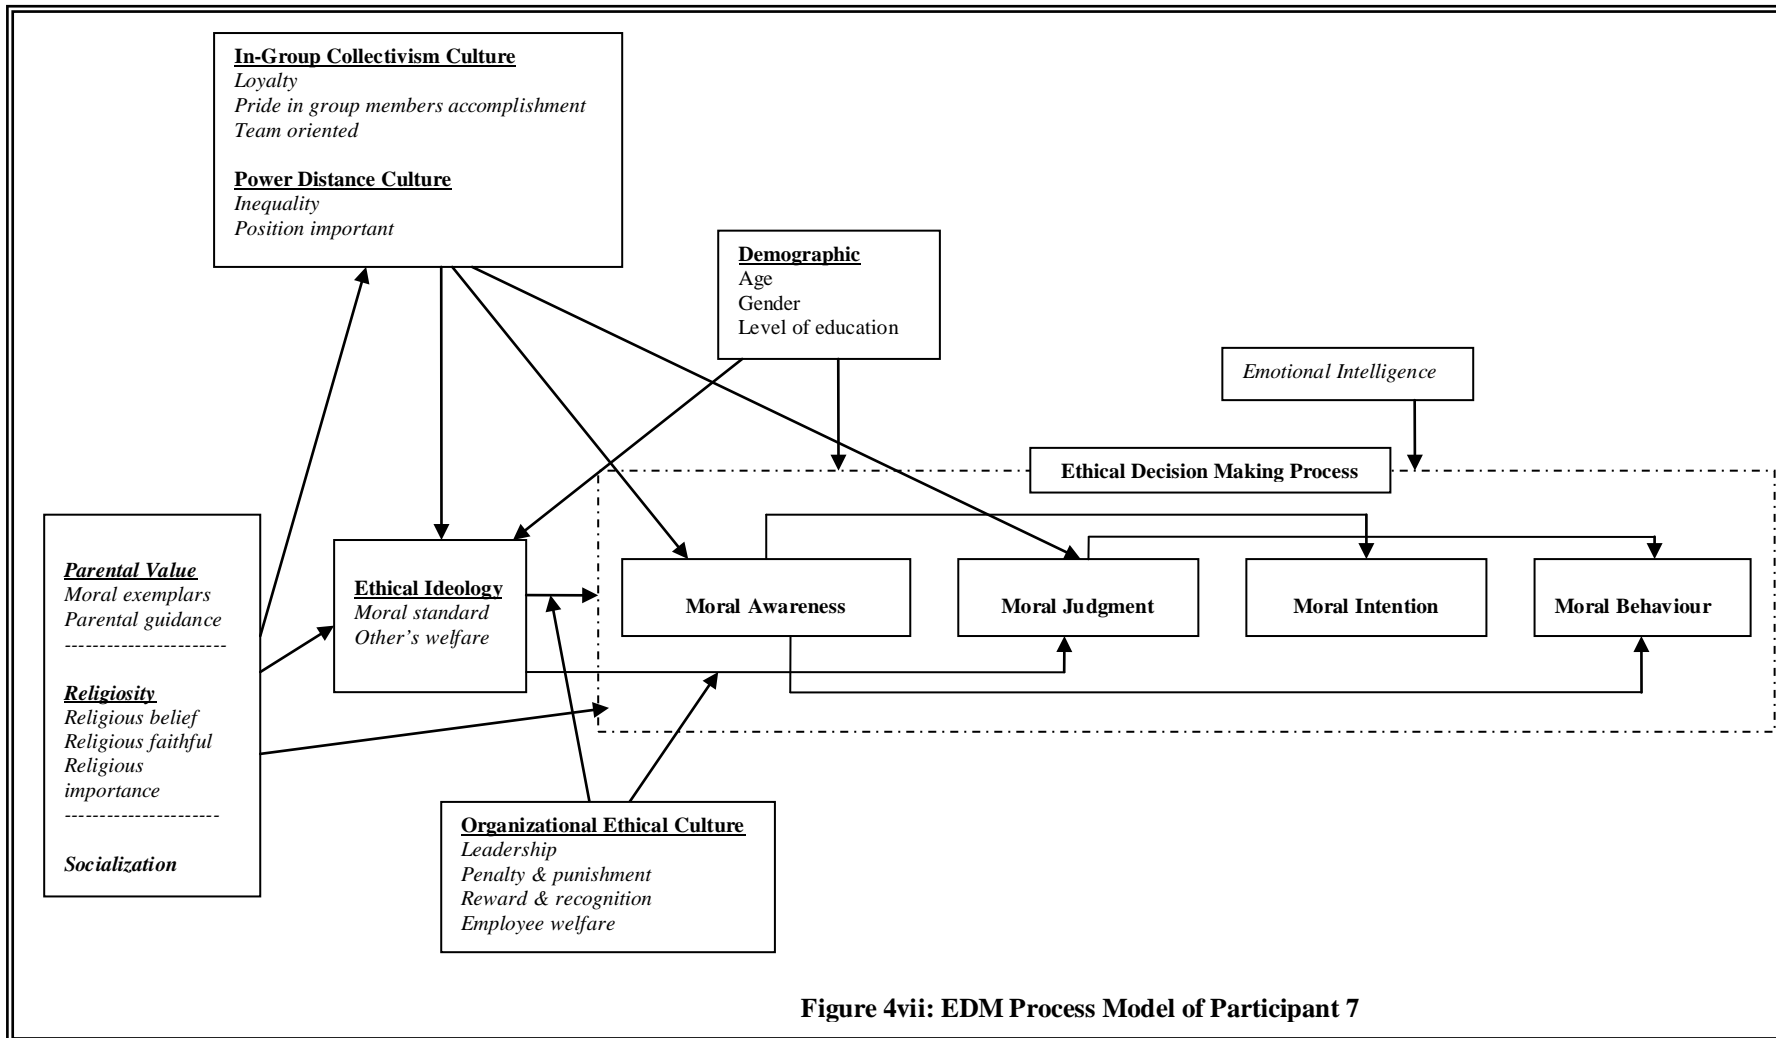 In-Group Collectivism Culture
Loyalty
Pride in group members accomplishment
Team oriented
Power Distance Culture
Inequality
Position important
Demographic
Age
Gender
Level of education
Emotional Intelligence
Ethical Decision Making Process
Parental Value
Moral exemplars
Parental guidance
-----------------------
Religiosity
Religious belief
Religious faithful
Religious
importance
----------------------
Socialization
Ethical Ideology
Moral standard
Other’s welfare
Moral Awareness
Moral Judgment
Moral Intention
Moral Behaviour
Organizational Ethical Culture
Leadership
Penalty & punishment
Reward & recognition
Employee welfare
Figure 4vii: EDM Process Model of Participant 7